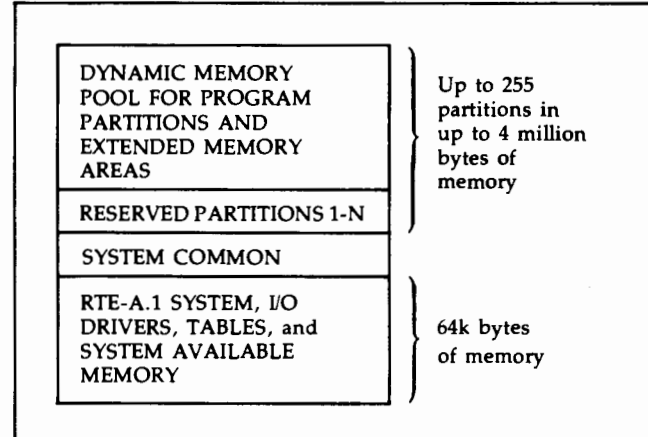 DYNAMIC MEMORY
POOL FOR PROGRAM
PARTITIONS AND
EXTENDED MEMORY
AREAS
Up to 255
partitions in
up to 4 million
bytes of
memory
RESERVED PARTITIONS 1-N
SYSTEM COMMON
RTE-A.1 SYSTEM, I/O
DRIVERS, TABLES, and
SYSTEM AVAILABLE
MEMORY
64k bytes
of memory